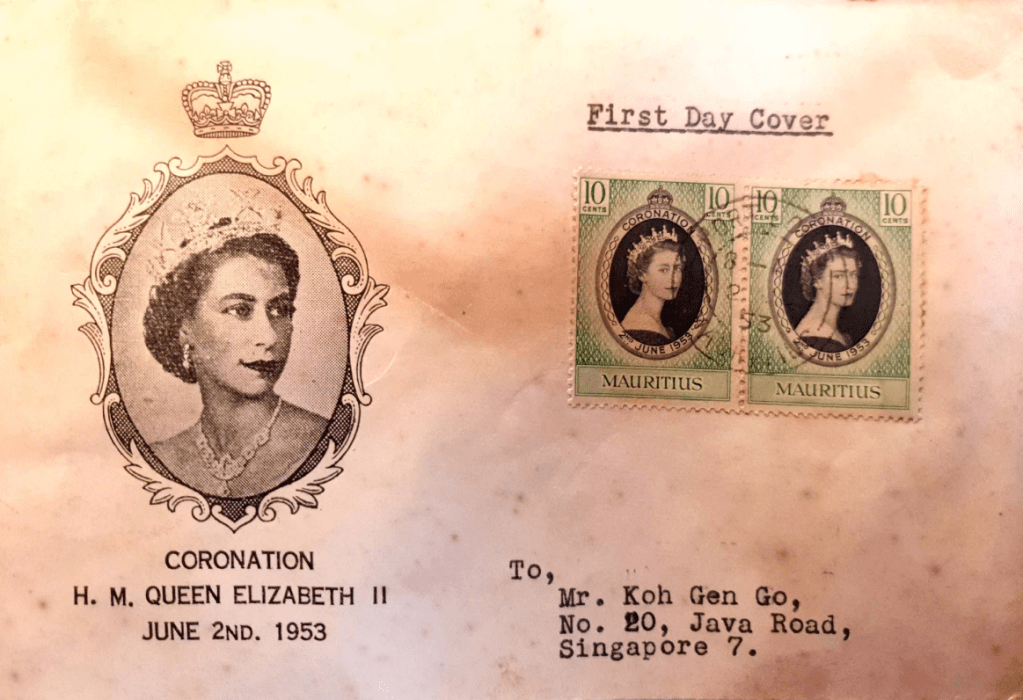 First Day Cover
10 CENTS 10 CENTS
CORONATION
2ND JUNE 1953
MAURITIUS
10 CENTS 10 CENTS
CORONATION
2ND JUNE 1953
MAURITIUS
53
CORONATION
H. M. QUEEN ELIZABETH II
JUNE 2ND. 1953
To,
Mr. Koh Gen Go,
No. 20, Java Road,
Singapore 7.